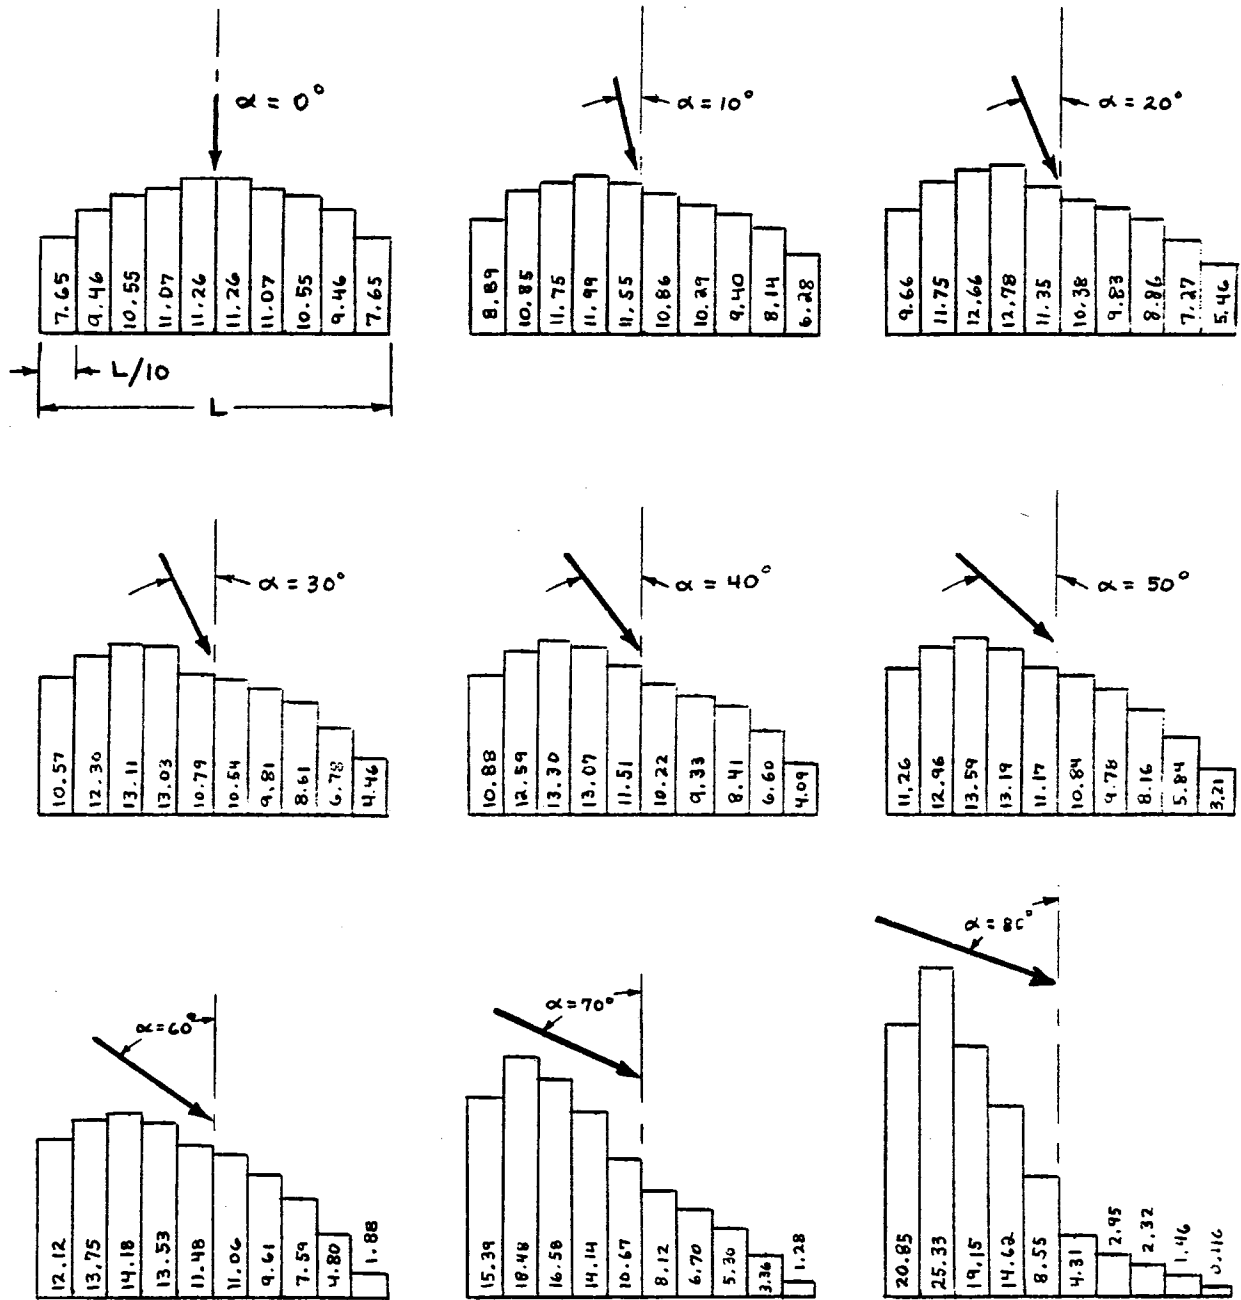 α = 0°
7.65 9.46 10.55 11.07 11.26 11.26 11.07 10.55 9.46 7.65
L/10
L
α = 10°
8.89 10.85 11.75 11.99 11.55 10.86 10.29 9.40 8.14 6.28
α = 20°
9.66 11.75 12.66 12.78 11.35 10.38 9.83 8.86 7.27 5.46
α = 30°
10.57 12.30 13.11 13.03 10.79 10.54 9.81 8.61 6.78 4.46
α = 40°
10.88 12.59 13.30 13.07 11.51 10.22 9.33 8.41 6.60 4.09
α = 50°
11.26 12.96 13.59 13.19 11.17 10.84 9.78 8.16 5.84 3.21
α = 60°
12.12 13.75 14.18 13.53 11.48 11.06 9.61 7.59 4.80 1.88
α = 70°
15.39 18.48 16.58 14.14 10.67 8.12 6.70 5.30 3.36 1.28
α = 80°
20.85 25.33 19.15 14.62 8.55 4.31 2.95 2.32 1.46 0.46